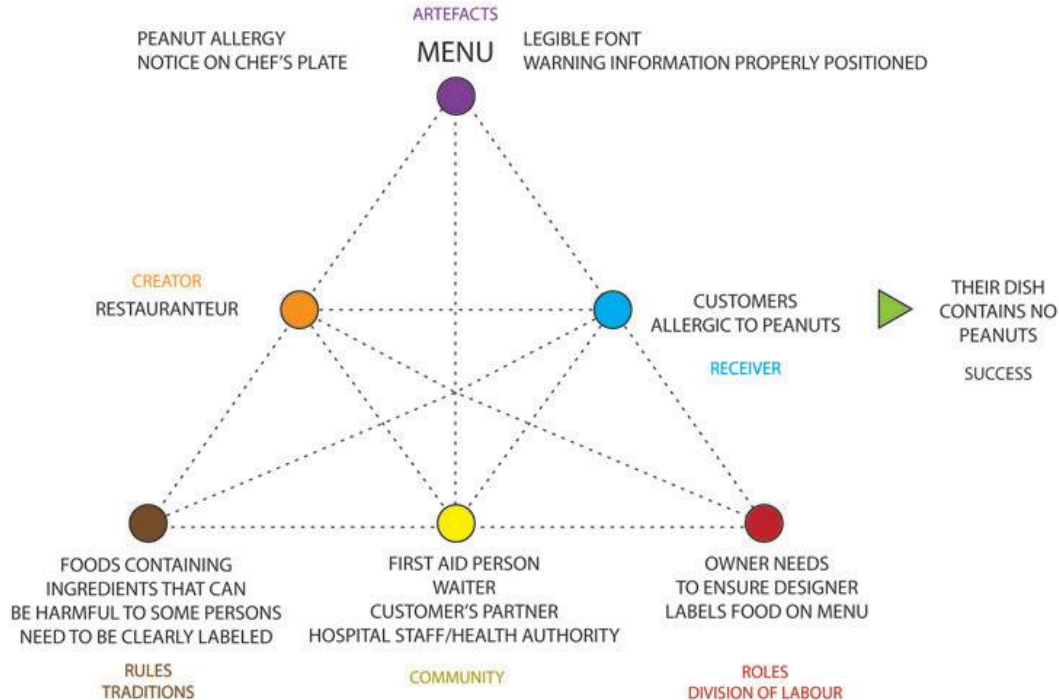 ARTEFACTS
PEANUT ALLERGY
NOTICE ON CHEF'S PLATE
MENU
LEGIBLE FONT
WARNING INFORMATION PROPERLY POSITIONED
CREATOR
RESTAURANTEUR
CUSTOMERS
ALLERGIC TO PEANUTS
RECEIVER
THEIR DISH
CONTAINS NO
PEANUTS
SUCCESS
FOODS CONTAINING
INGREDIENTS THAT CAN
BE HARMFUL TO SOME PERSONS
NEED TO BE CLEARLY LABELED
RULES
TRADITIONS
FIRST AID PERSON
WAITER
CUSTOMER'S PARTNER
HOSPITAL STAFF/HEALTH AUTHORITY
COMMUNITY
OWNER NEEDS
TO ENSURE DESIGNER
LABELS FOOD ON MENU
ROLES
DIVISION OF LABOUR